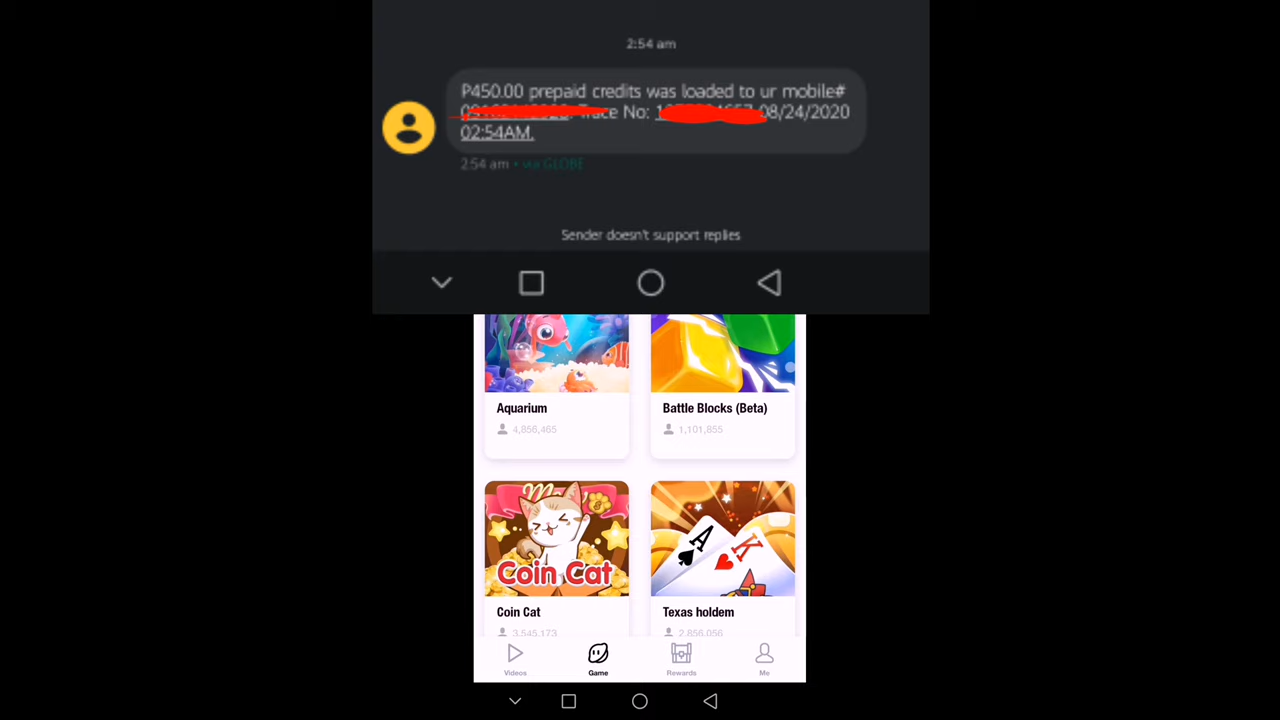 2:54 am
₱450.00 prepaid credits was loaded to ur mobile#
Trace No: 08/24/2020
02:54AM.
2:54 am • via GLOBE
Sender doesn't support replies
Aquarium
Battle Blocks (Beta)
4,856,465
1,101,855
Coin Cat
A
K
Coin Cat
Texas holdem
3,545,173
2,856,056
Videos
Game
Rewards
Me